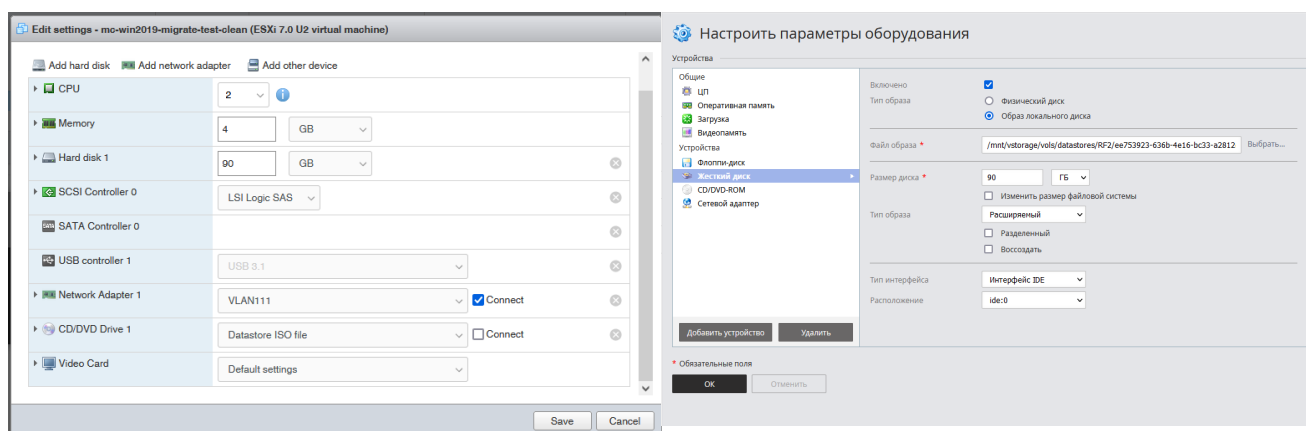 Edit settings - mc-win2019-migrate-test-clean (ESXi 7.0 U2 virtual machine)
Add hard disk Add network adapter Add other device
CPU 2
Memory 4 GB
Hard disk 1 90 GB
SCSI Controller 0 LSI Logic SAS
SATA Controller 0
USB controller 1 USB 3.1
Network Adapter 1 VLAN111 Connect
CD/DVD Drive 1 Datastore ISO file Connect
Video Card Default settings
Save Cancel
Настроить параметры оборудования
Устройства
Общие
ЦП
Оперативная память
Загрузка
Видеопамять
Устройства
Флоппи-диск
Жесткий диск
CD/DVD-ROM
Сетевой адаптер
Добавить устройство Удалить
Включено
Тип образа Физический диск
Образ локального диска
Файл образа * /mnt/vstorage/vols/datastores/RF2/ee753923-636b-4e16-bc33-a2812 Выбрать...
Размер диска * 90 ГБ
Изменить размер файловой системы
Тип образа Расширяемый
Разделенный
Воссоздать
Тип интерфейса Интерфейс IDE
Расположение ide:0
* Обязательные поля
ОК Отменить